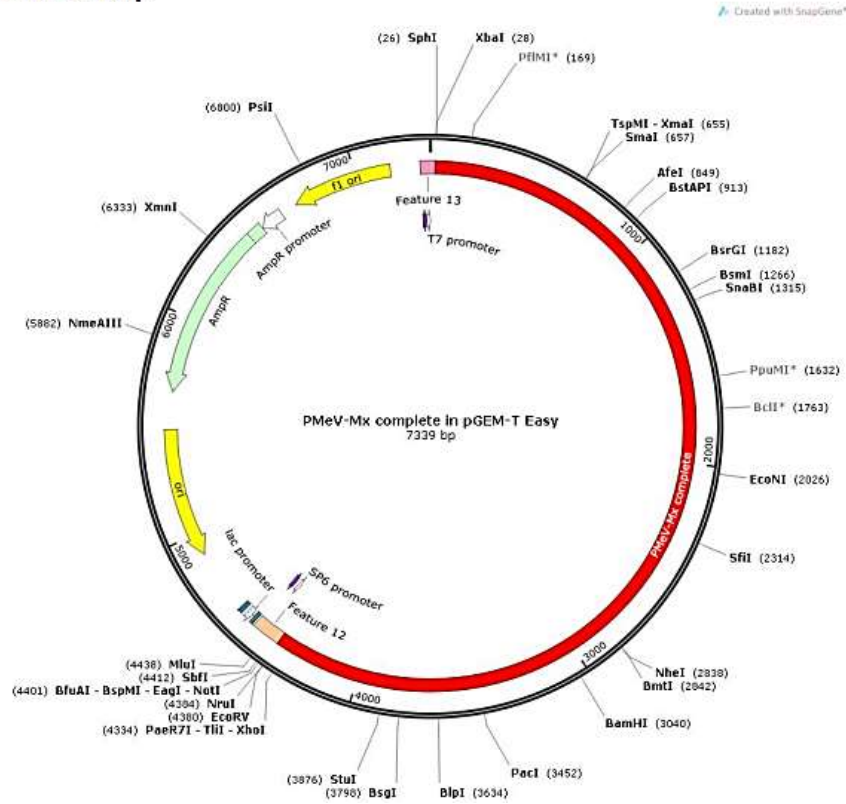 Created with SnapGene®
(26) SphI
XbaI (28)
PflMI* (169)
(6800) PsiI
TspMI - XmaI (655)
SmaI (657)
7000
f1 ori
Feature 13
AfeI (849)
BstAPI (913)
(6333) XmnI
AmpR promoter
T7 promoter
1000
BsrGI (1182)
BsmI (1266)
SnaBI (1315)
AmpR
6000
(5882) NmeAIII
PpuMI* (1632)
BclI* (1763)
PMeV-Mx complete in pGEM-T Easy
7339 bp
2000
EcoNI (2026)
PMeV-Mx complete
ori
SfiI (2314)
5000
lac promoter
SP6 promoter
Feature 12
3000
NheI (2838)
BmtI (2842)
(4438) MluI
(4412) SbfI
(4401) BfuAI - BspMI - EagI - NotI
(4384) NruI
(4380) EcoRV
(4334) PaeR7I - TliI - XhoI
4000
BamHI (3040)
PacI (3452)
(3876) StuI
(3798) BsgI
BlpI (3634)